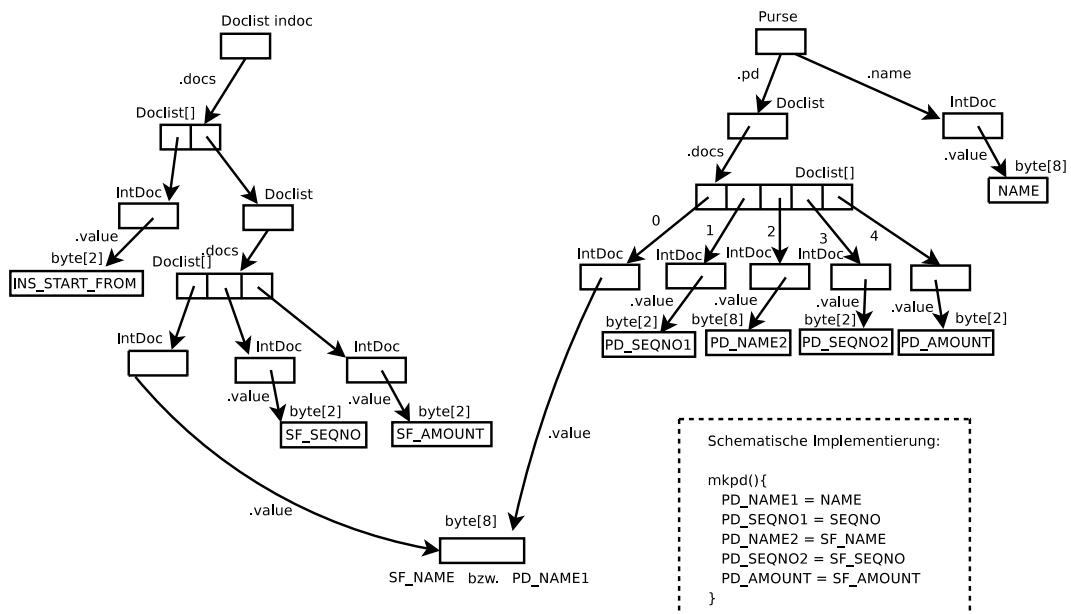 Doclist indoc
.docs
Doclist[]
IntDoc
Doclist
.value
byte[2]
INS_START_FROM
.docs
Doclist[]
IntDoc
IntDoc
IntDoc
.value
.value
byte[2]
byte[2]
SF_SEQNO
SF_AMOUNT
.value
Purse
.pd
.name
Doclist
IntDoc
.docs
.value
byte[8]
NAME
Doclist[]
0
1
2
3
4
IntDoc
IntDoc
IntDoc
IntDoc
.value
.value
.value
.value
byte[2]
byte[8]
byte[2]
byte[2]
PD_SEQNO1
PD_NAME2
PD_SEQNO2
PD_AMOUNT
.value
byte[8]
SF_NAME bzw. PD_NAME1
Schematische Implementierung:
mkpd(){
PD_NAME1 = NAME
PD_SEQNO1 = SEQNO
PD_NAME2 = SF_NAME
PD_SEQNO2 = SF_SEQNO
PD_AMOUNT = SF_AMOUNT
}